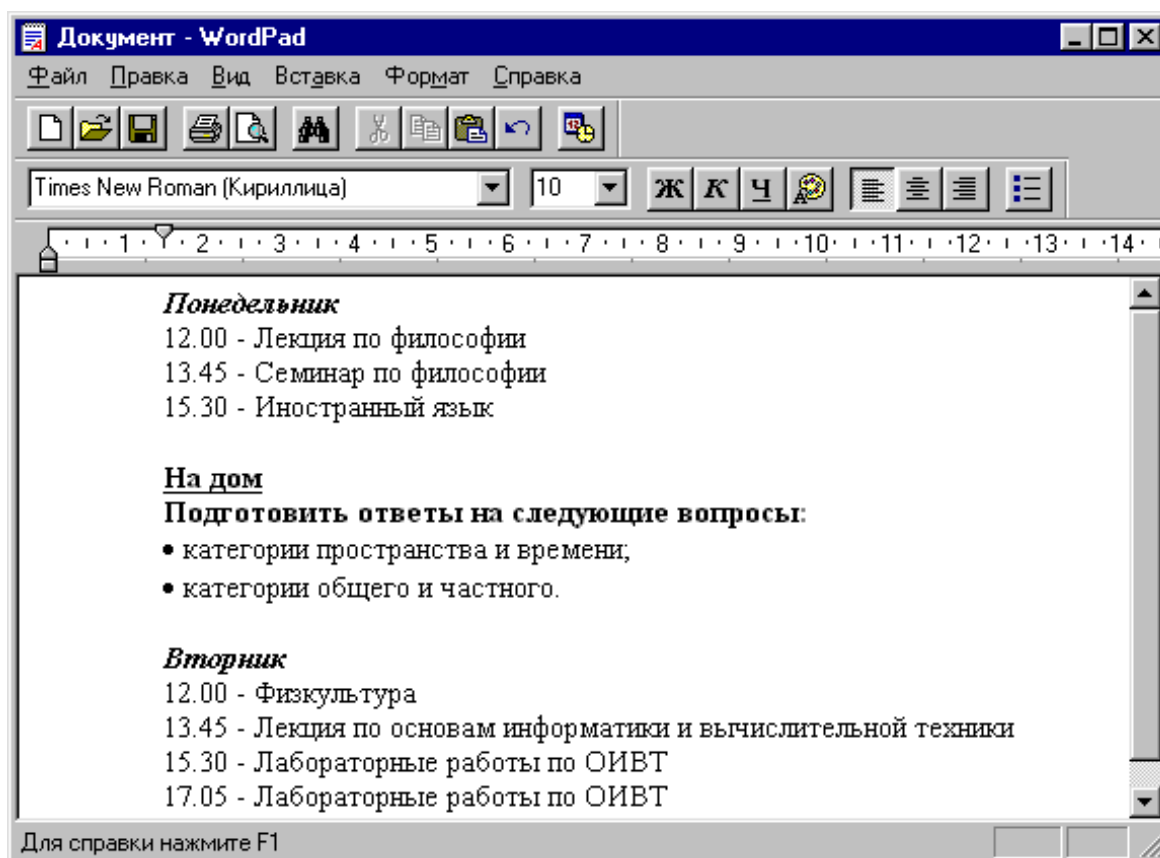 Документ - WordPad
Файл Правка Вид Вставка Формат Справка
Times New Roman (Кириллица) 10 Ж К Ч
1 2 3 4 5 6 7 8 9 10 11 12 13 14
Понедельник
12.00 - Лекция по философии
13.45 - Семинар по философии
15.30 - Иностранный язык
На дом
Подготовить ответы на следующие вопросы:
• категории пространства и времени;
• категории общего и частного.
Вторник
12.00 - Физкультура
13.45 - Лекция по основам информатики и вычислительной техники
15.30 - Лабораторные работы по ОИВТ
17.05 - Лабораторные работы по ОИВТ
Для справки нажмите F1